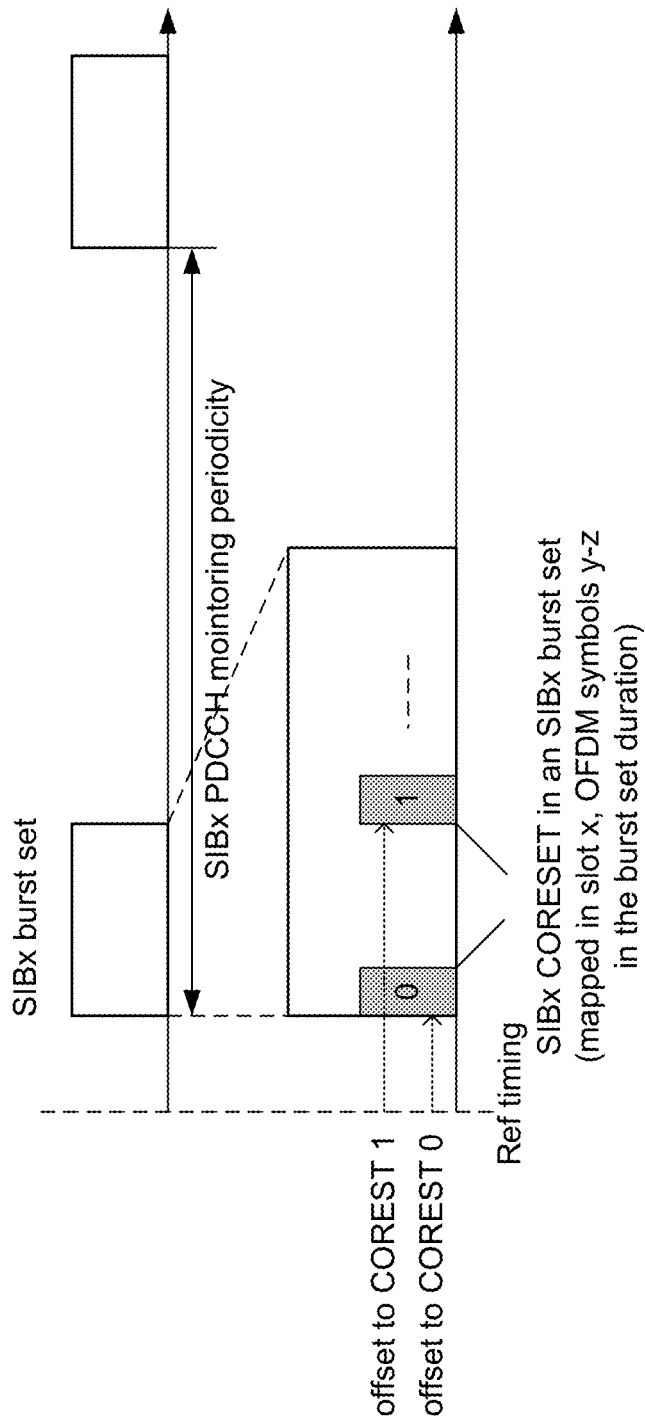 SIBx burst set
SIBx PDCCH mointoring periodicity
0
1
offset to COREST 1
offset to COREST 0
Ref timing
SIBx CORESET in an SIBx burst set
(mapped in slot x, OFDM symbols y-z
in the burst set duration)